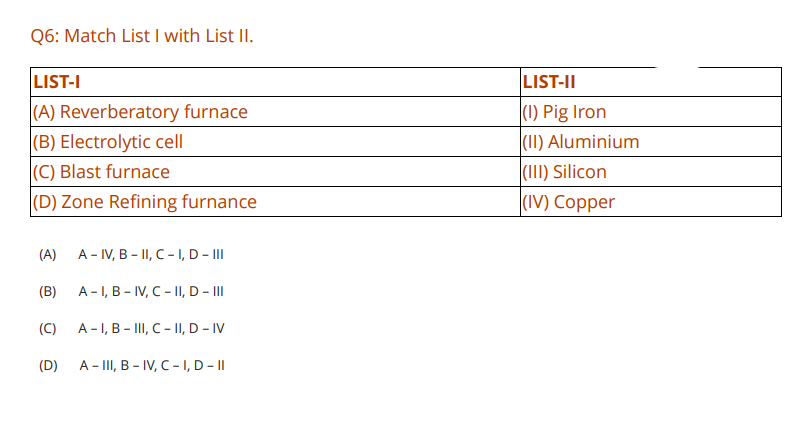 Q6: Match List I with List II.
LIST-I LIST-II
(A) Reverberatory furnace (I) Pig Iron
(B) Electrolytic cell (II) Aluminium
(C) Blast furnace (III) Silicon
(D) Zone Refining furnance (IV) Copper
(A) A – IV, B – II, C – I, D – III
(B) A – I, B – IV, C – II, D – III
(C) A – I, B – III, C – II, D – IV
(D) A – III, B – IV, C – I, D – II